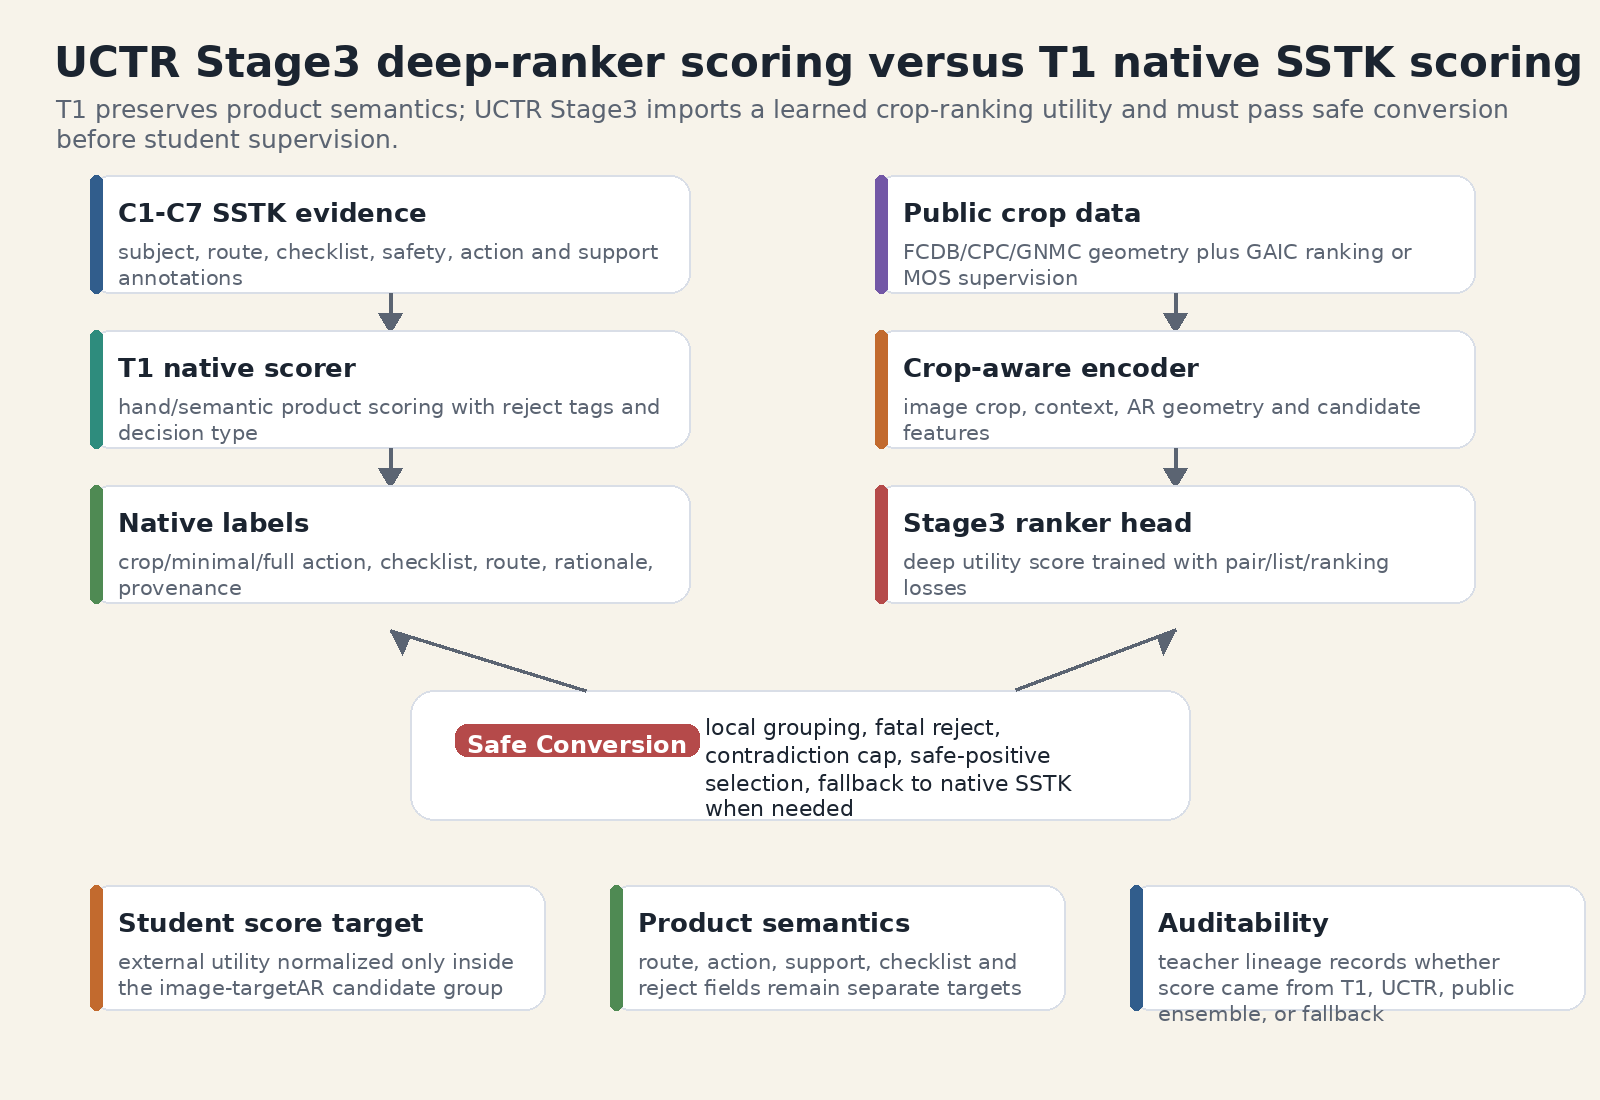 UCTR Stage3 deep-ranker scoring versus T1 native SSTK scoring
T1 preserves product semantics; UCTR Stage3 imports a learned crop-ranking utility and must pass safe conversion
before student supervision.
C1-C7 SSTK evidence
subject, route, checklist, safety, action and support
annotations
T1 native scorer
hand/semantic product scoring with reject tags and
decision type
Native labels
crop/minimal/full action, checklist, route, rationale,
provenance
Public crop data
FCDB/CPC/GNMC geometry plus GAIC ranking or
MOS supervision
Crop-aware encoder
image crop, context, AR geometry and candidate
features
Stage3 ranker head
deep utility score trained with pair/list/ranking
losses
Safe Conversion
local grouping, fatal reject,
contradiction cap, safe-positive
selection, fallback to native SSTK
when needed
Student score target
external utility normalized only inside
the image-targetAR candidate group
Product semantics
route, action, support, checklist and
reject fields remain separate targets
Auditability
teacher lineage records whether
score came from T1, UCTR, public
ensemble, or fallback